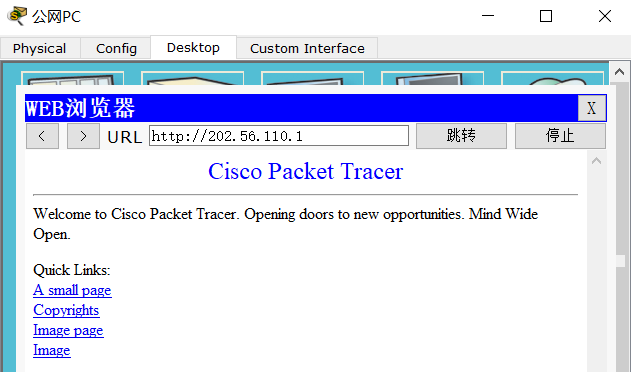 公网PC
Physical Config Desktop Custom Interface
WEB浏览器 X
< > URL http://202.56.110.1 跳转 停止
Cisco Packet Tracer
Welcome to Cisco Packet Tracer. Opening doors to new opportunities. Mind Wide
Open.
Quick Links:
A small page
Copyrights
Image page
Image